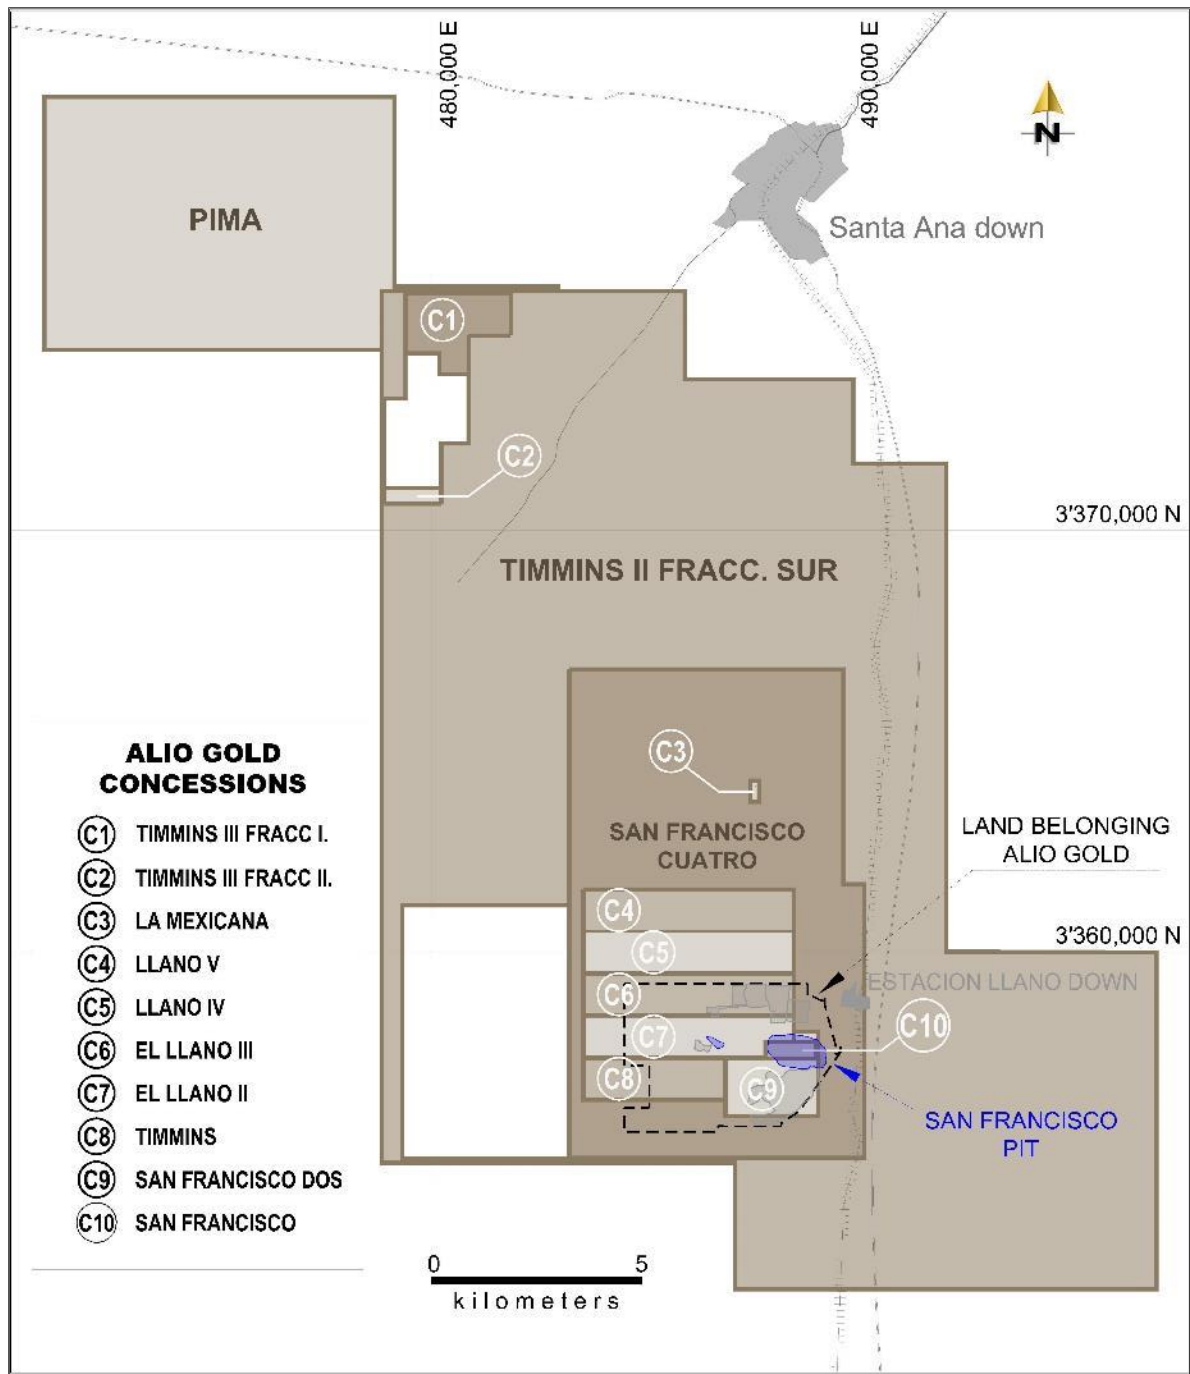 480,000 E
490,000 E
N
PIMA
Santa Ana down
C1
C2
3'370,000 N
TIMMINS II FRACC. SUR
C3
SAN FRANCISCO
CUATRO
LAND BELONGING
ALIO GOLD
C4
C5
3'360,000 N
C6
ESTACION LLANO DOWN
C7
C10
C8
C9
SAN FRANCISCO
PIT
ALIO GOLD
CONCESSIONS
C1 TIMMINS III FRACC I.
C2 TIMMINS III FRACC II.
C3 LA MEXICANA
C4 LLANO V
C5 LLANO IV
C6 EL LLANO III
C7 EL LLANO II
C8 TIMMINS
C9 SAN FRANCISCO DOS
C10 SAN FRANCISCO
0 5
kilometers